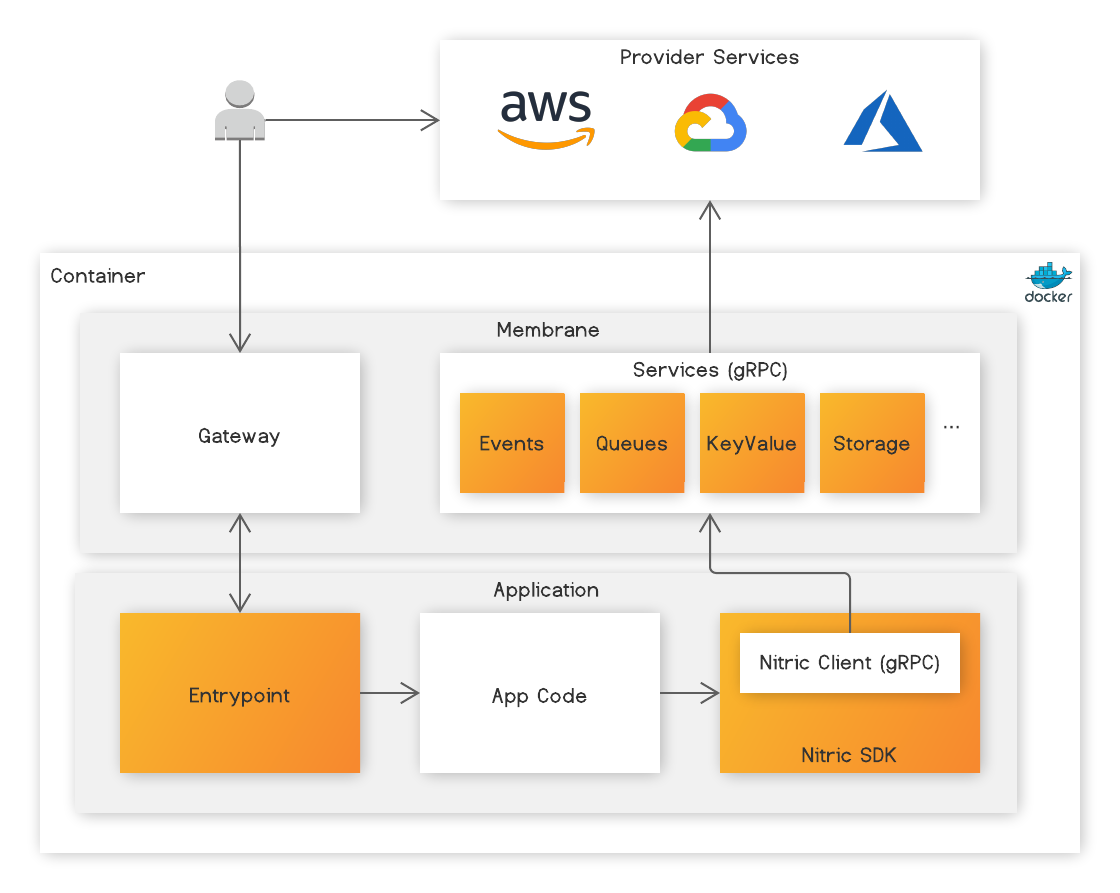 Provider Services
aws
Container
docker
Membrane
Gateway
Services (gRPC)
Events
Queues
KeyValue
Storage
...
Application
Entrypoint
App Code
Nitric Client (gRPC)
Nitric SDK